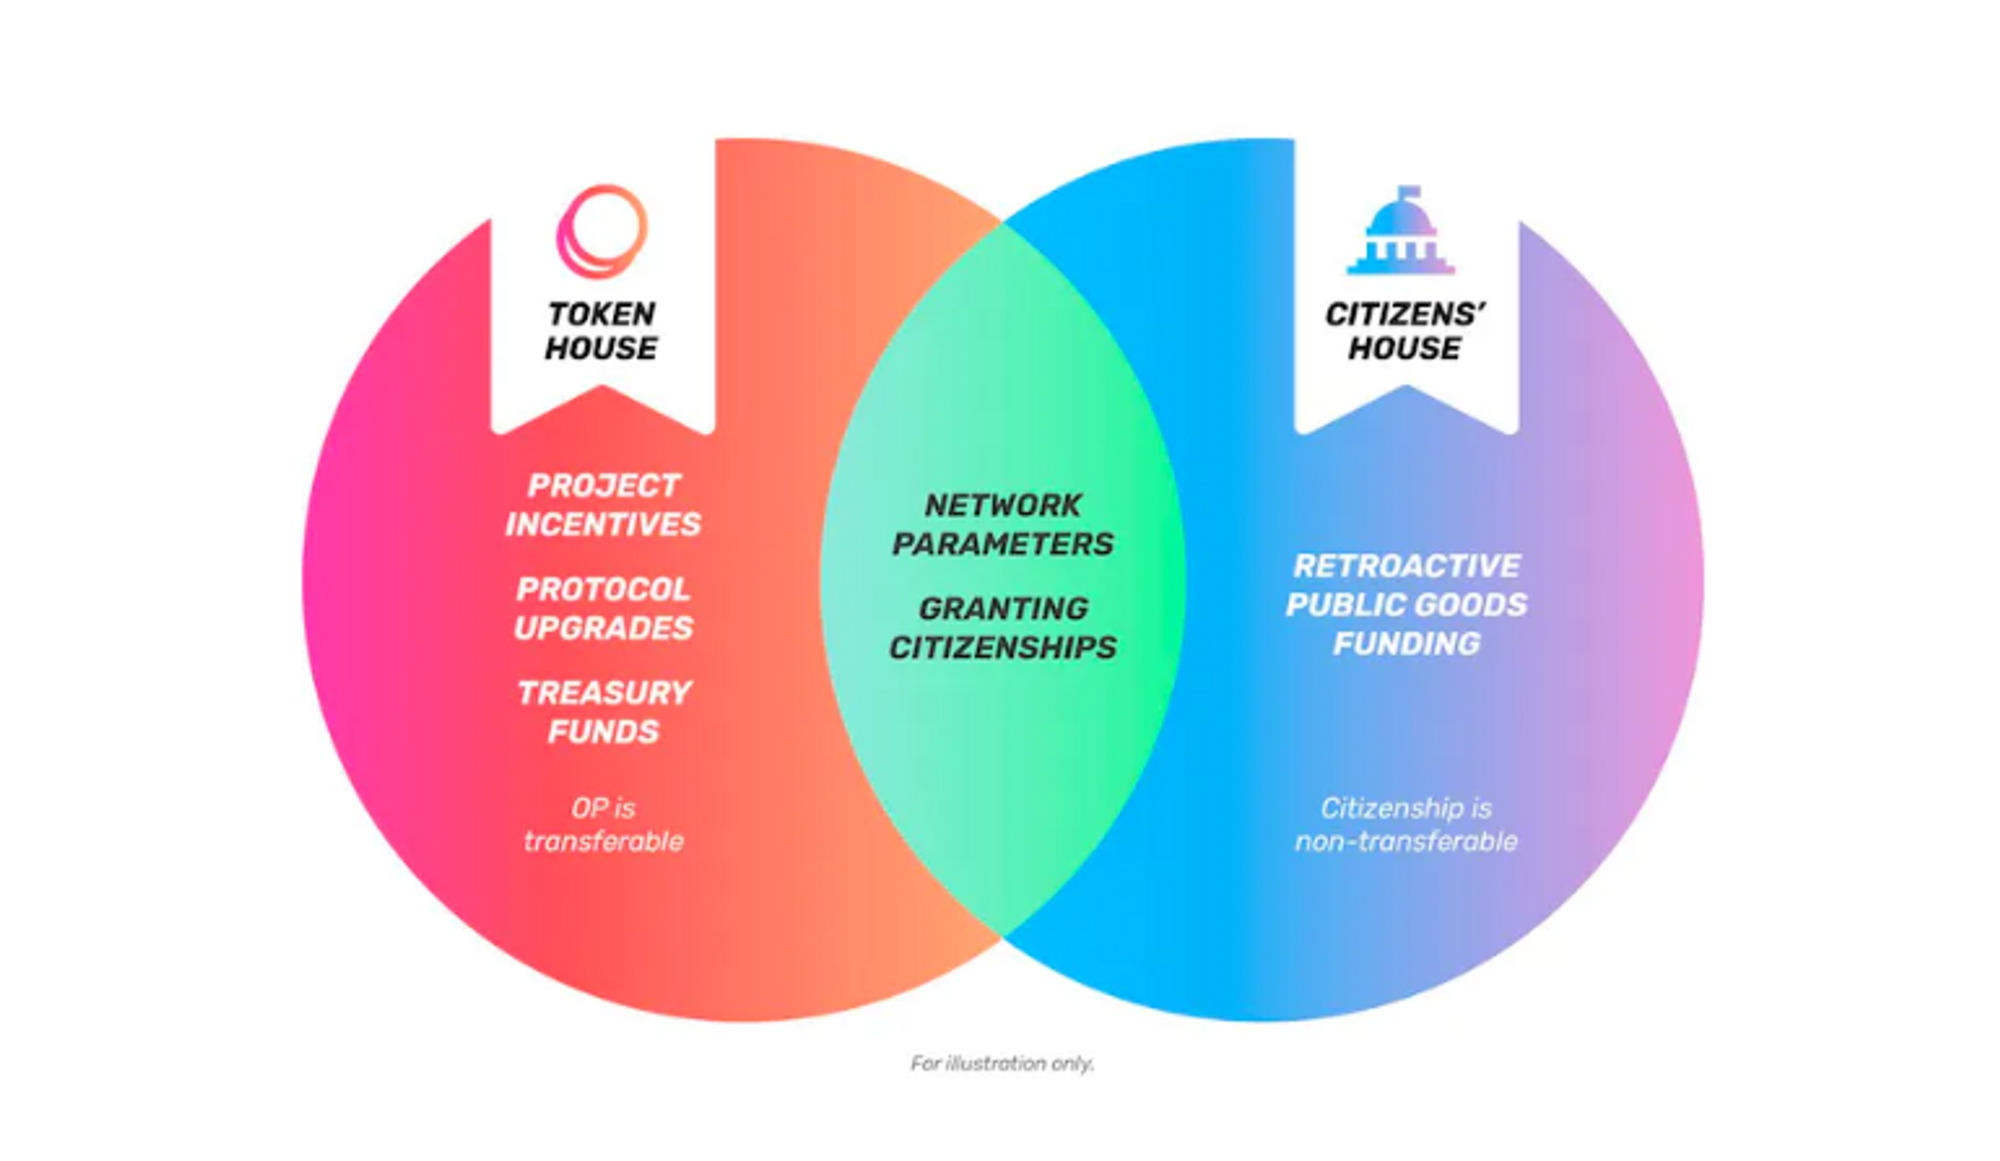 TOKEN
HOUSE
PROJECT
INCENTIVES
PROTOCOL
UPGRADES
TREASURY
FUNDS
OP is
transferable
NETWORK
PARAMETERS
GRANTING
CITIZENSHIPS
CITIZENS'
HOUSE
RETROACTIVE
PUBLIC GOODS
FUNDING
Citizenship is
non-transferable
For illustration only.